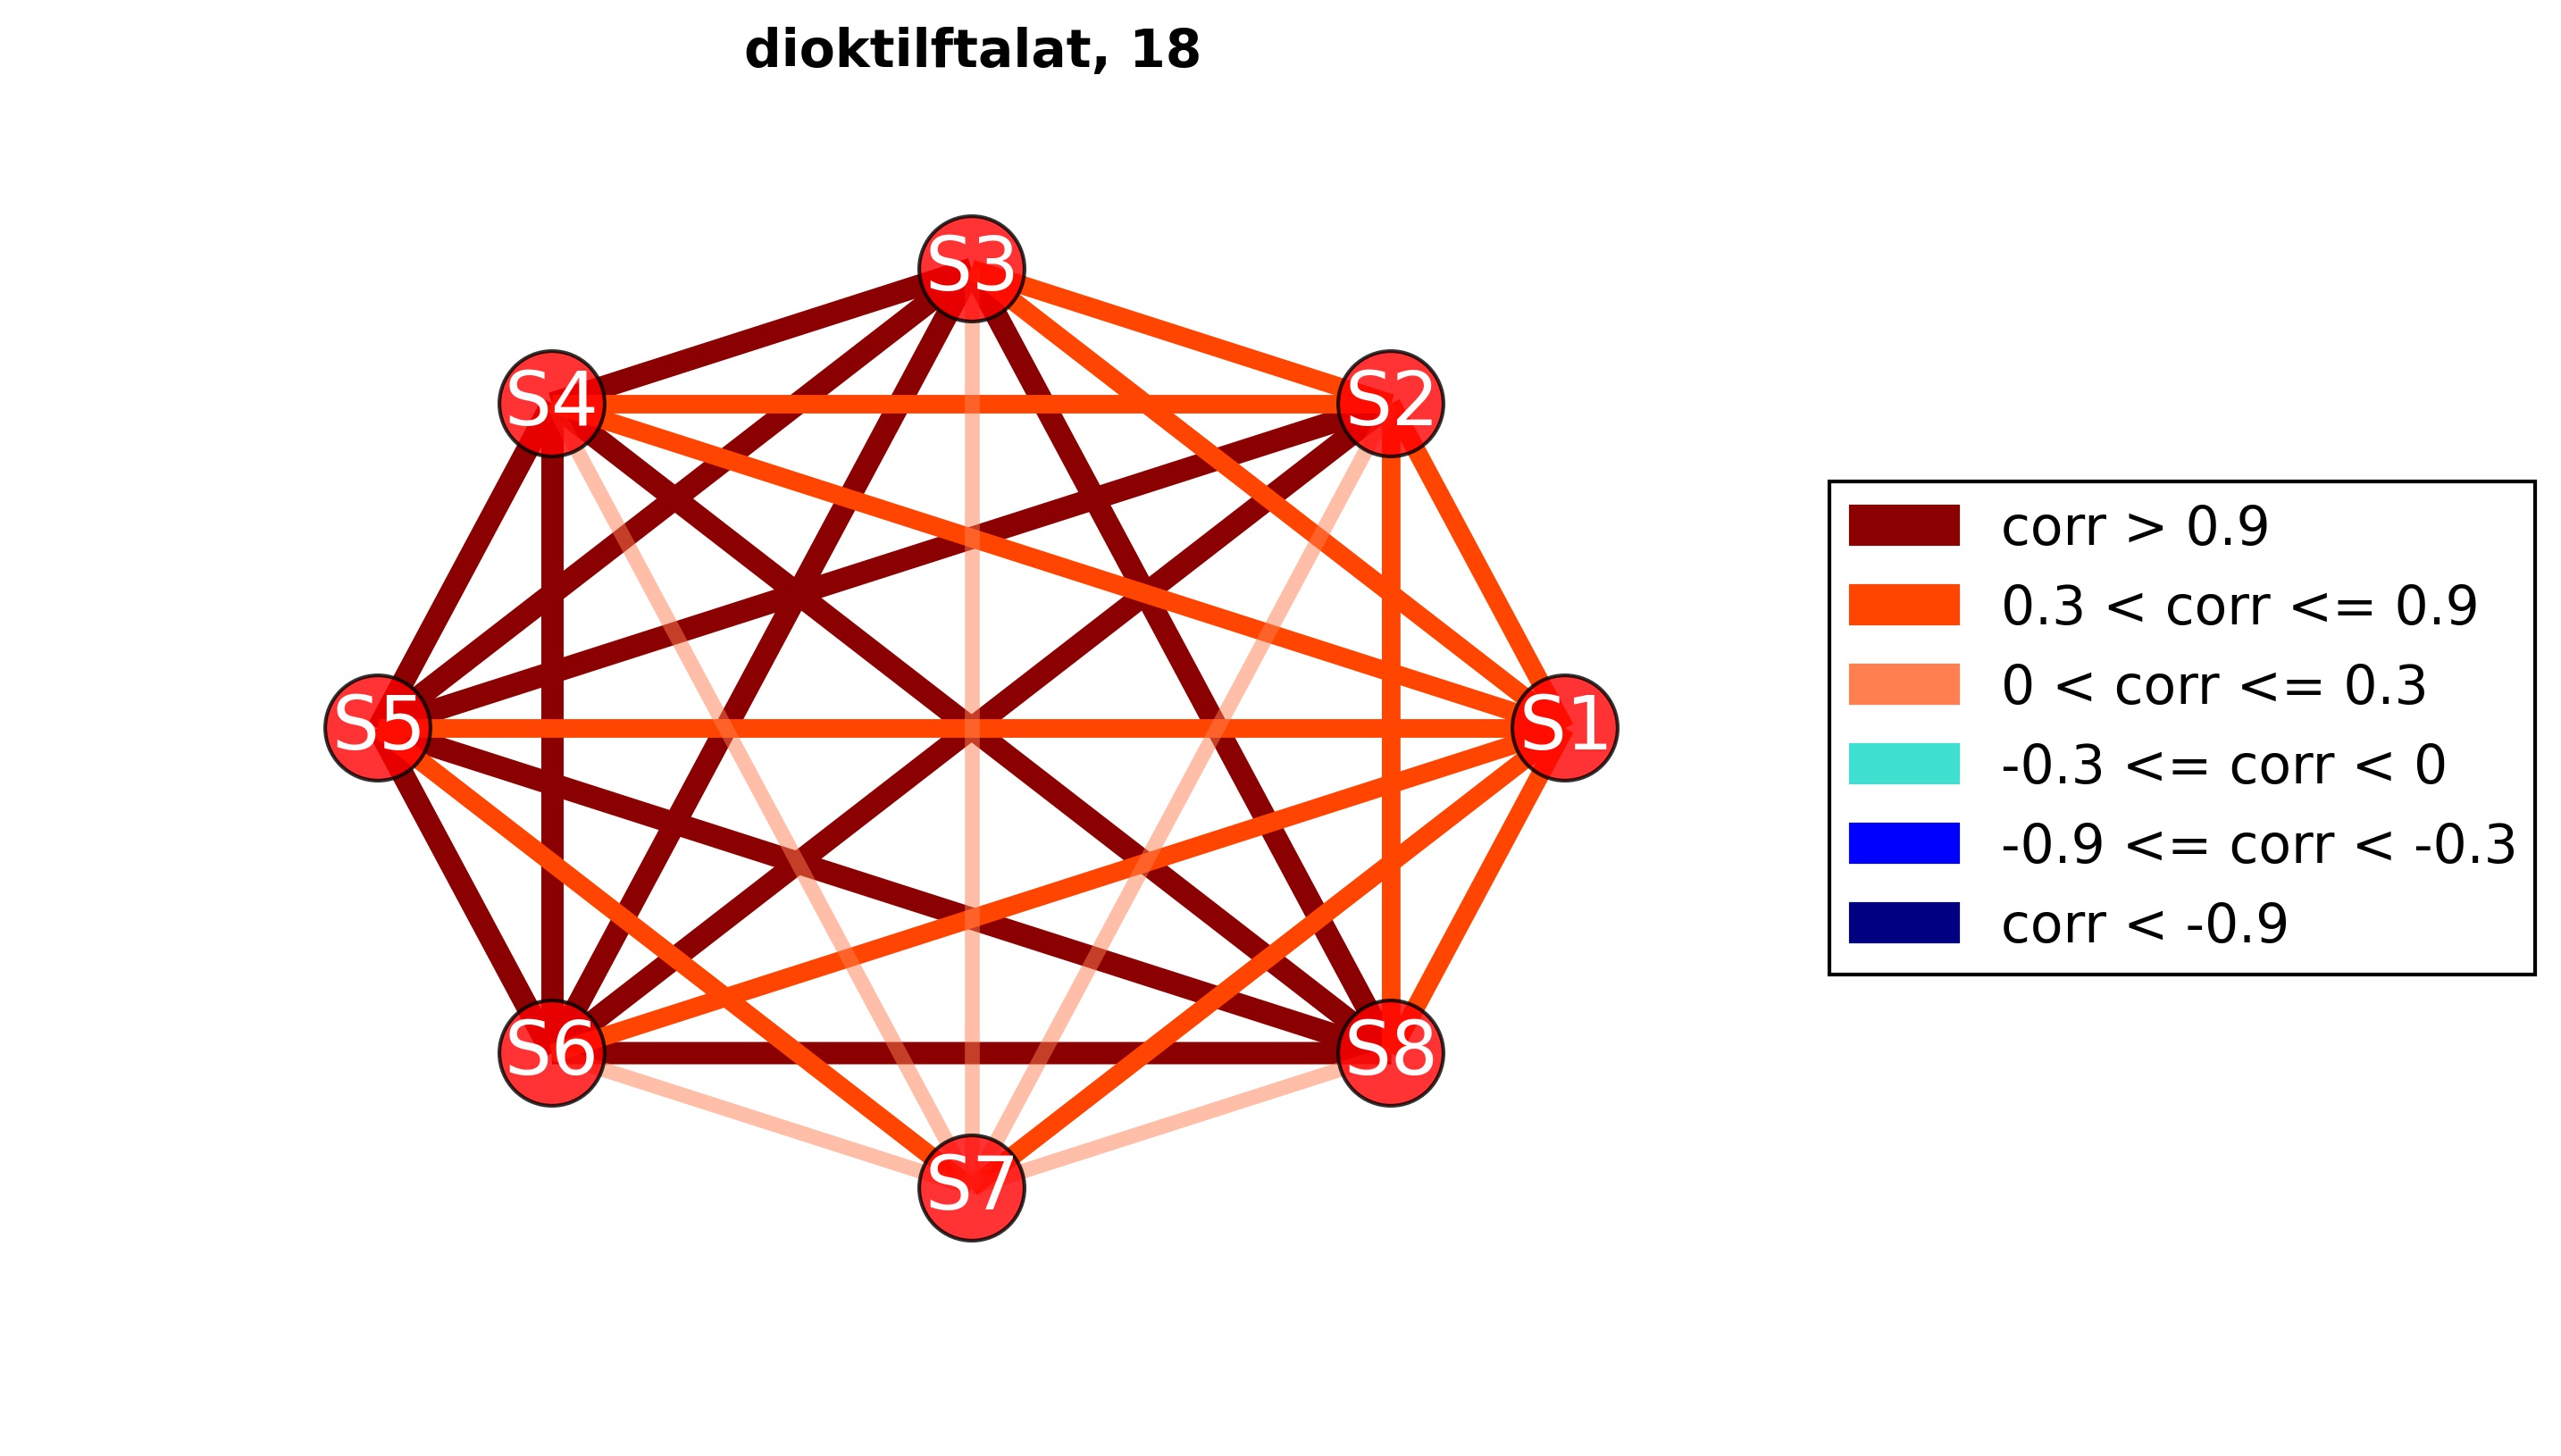 dioktilftalat, 18
S3
S4
S2
S5
S1
S6
S8
S7
corr > 0.9
0.3 < corr <= 0.9
0 < corr <= 0.3
-0.3 <= corr < 0
-0.9 <= corr < -0.3
corr < -0.9